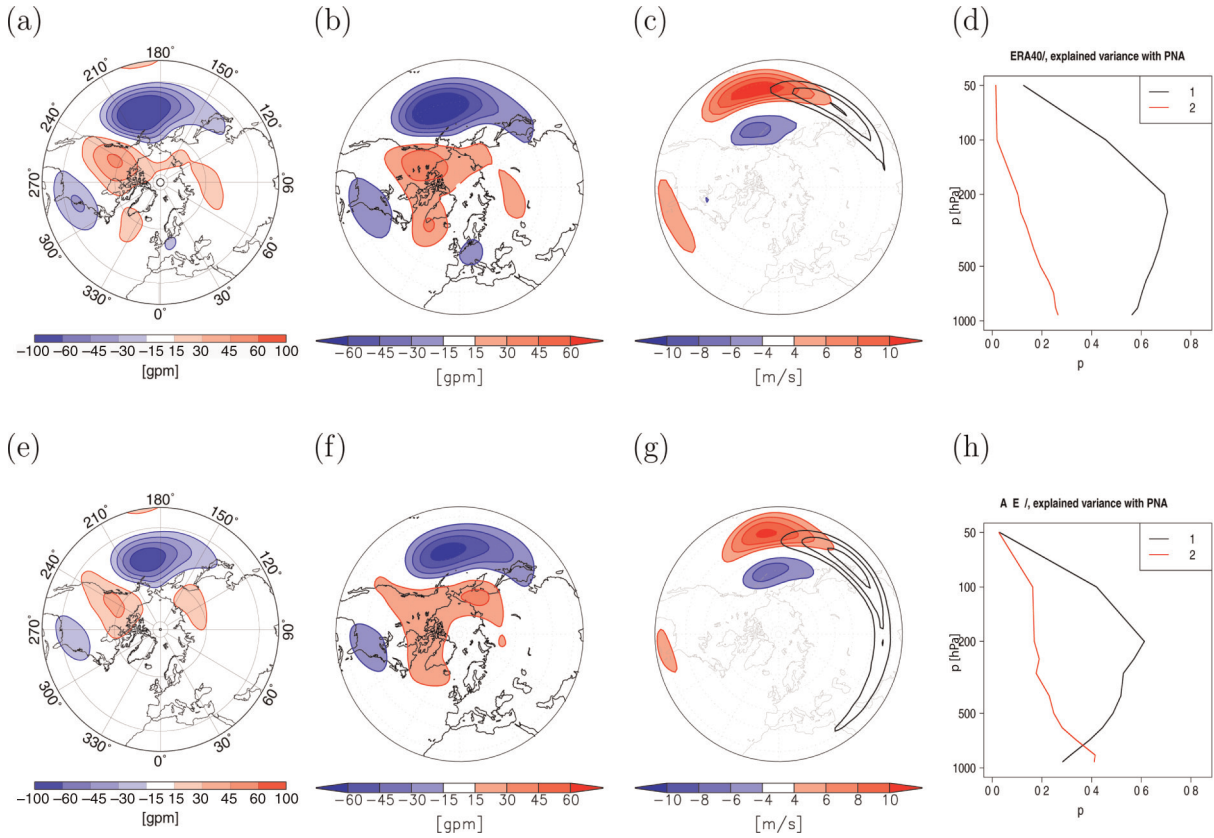 (a)
(b)
(c)
(d)
180°
210°
150°
240°
120°
270°
90°
300°
60°
330°
30°
0°
−100 −60 −45 −30 −15 15 30 45 60 100
[gpm]
−60 −45 −30 −15 15 30 45 60
[gpm]
−10 −8 −6 −4 4 6 8 10
[m/s]
ERA40/, explained variance with PNA
1
2
50
100
200
500
1000
p [hPa]
0 0 0 2 0 4 0 6 0 8
p
(e)
(f)
(g)
(h)
180°
210°
150°
240°
120°
270°
90°
300°
60°
330°
30°
0°
−100 −60 −45 −30 −15 15 30 45 60 100
[gpm]
−60 −45 −30 −15 15 30 45 60
[gpm]
−10 −8 −6 −4 4 6 8 10
[m/s]
A E /, explained variance with PNA
1
2
50
100
200
500
1000
p [hPa]
0 0 0 2 0 4 0 6 0 8
p